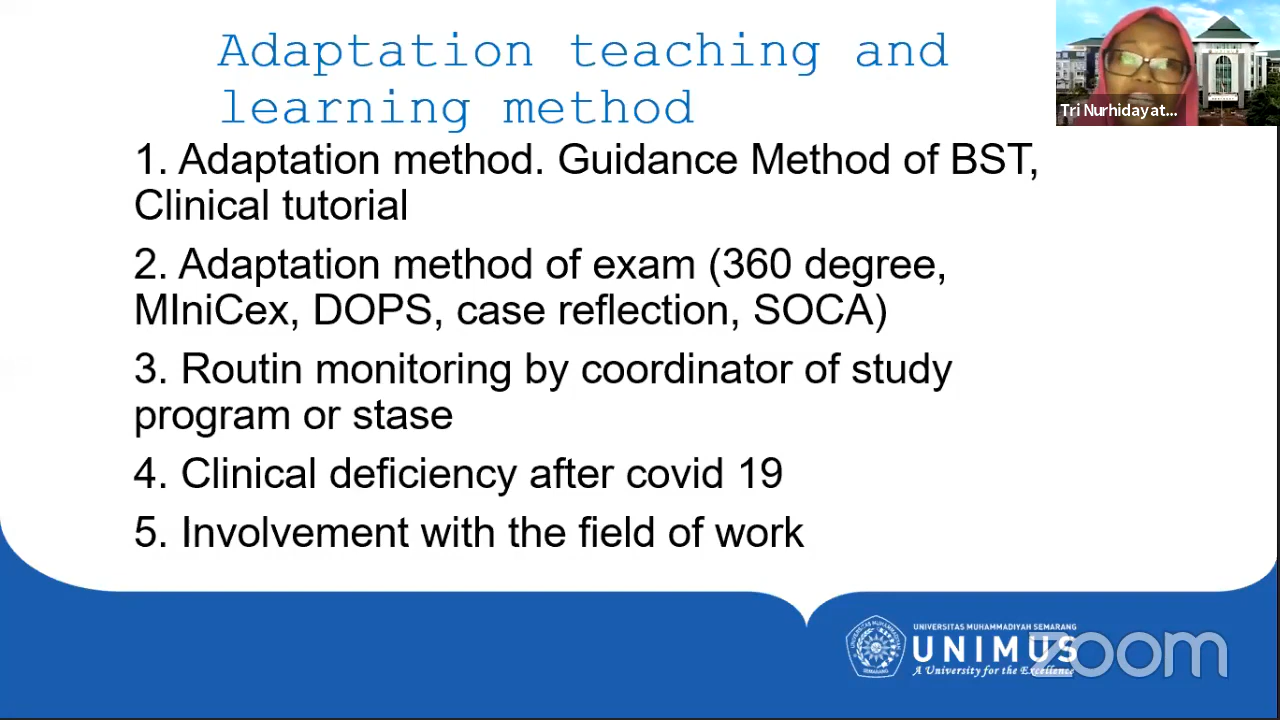 Adaptation teaching and
learning method
Tri Nurhidayat...
1. Adaptation method. Guidance Method of BST,
Clinical tutorial
2. Adaptation method of exam (360 degree,
MIniCex, DOPS, case reflection, SOCA)
3. Routin monitoring by coordinator of study
program or stase
4. Clinical deficiency after covid 19
5. Involvement with the field of work
UNIVERSITAS MUHAMMADIYAH SEMARANG
UNIMUS
A University for the Excellence
zoom